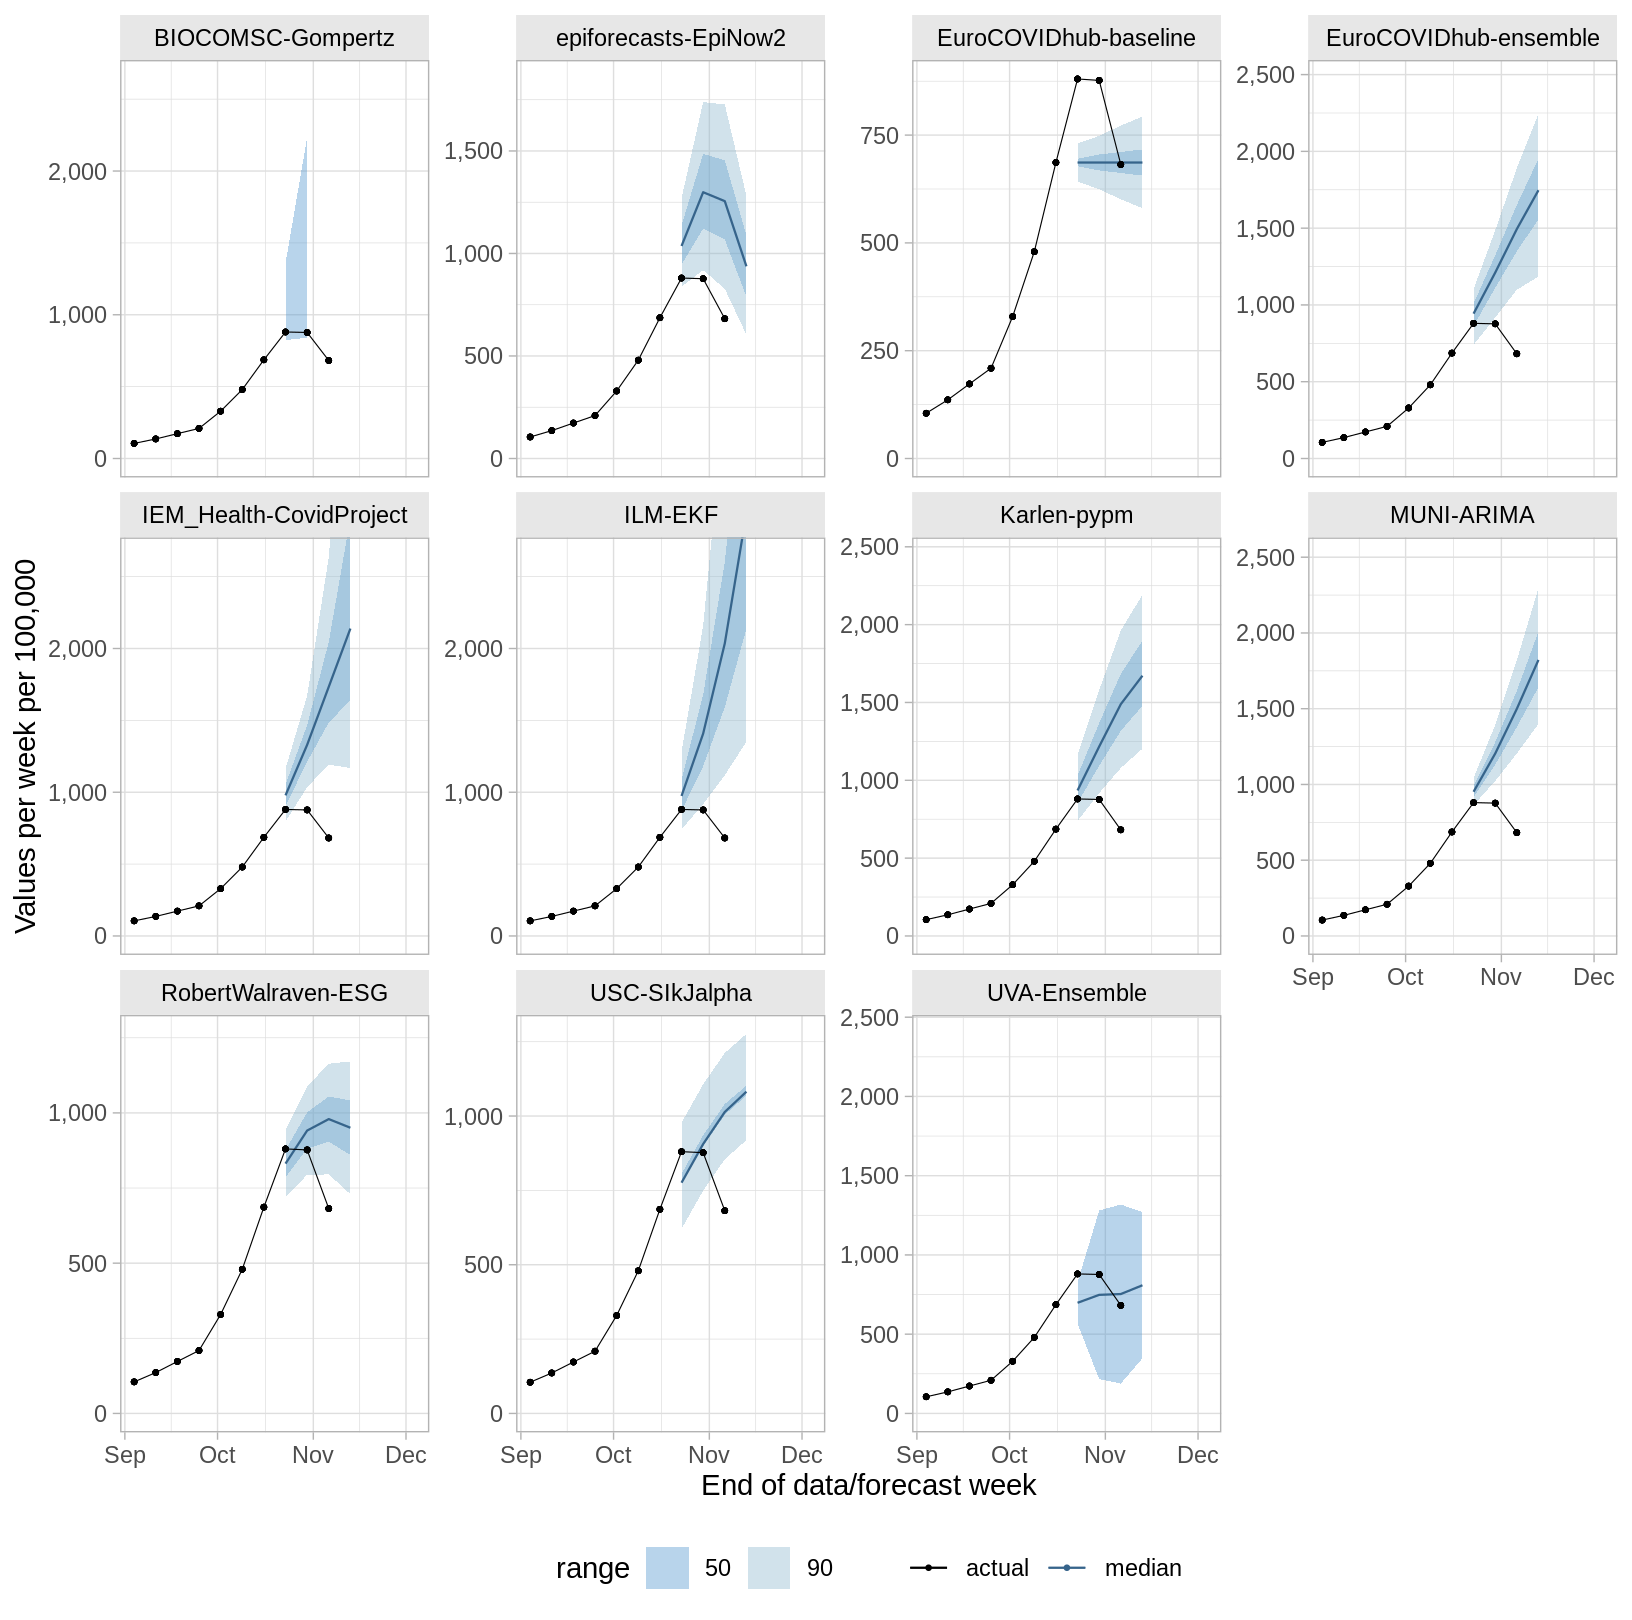 BIOCOMSC-Gompertz
epiforecasts-EpiNow2
EuroCOVIDhub-baseline
EuroCOVIDhub-ensemble
2,000
1,000
0
1,500
1,000
500
0
750
500
250
0
2,500
2,000
1,500
1,000
500
0
IEM_Health-CovidProject
ILM-EKF
Karlen-pypm
MUNI-ARIMA
2,000
1,000
0
2,000
1,000
0
2,500
2,000
1,500
1,000
500
0
2,500
2,000
1,500
1,000
500
0
Sep Oct Nov Dec
Values per week per 100,000
RobertWalraven-ESG
USC-SIkJalpha
UVA-Ensemble
1,000
500
0
1,000
500
0
2,500
2,000
1,500
1,000
500
0
Sep Oct Nov Dec
Sep Oct Nov Dec
Sep Oct Nov Dec
End of data/forecast week
range 50 90 actual median